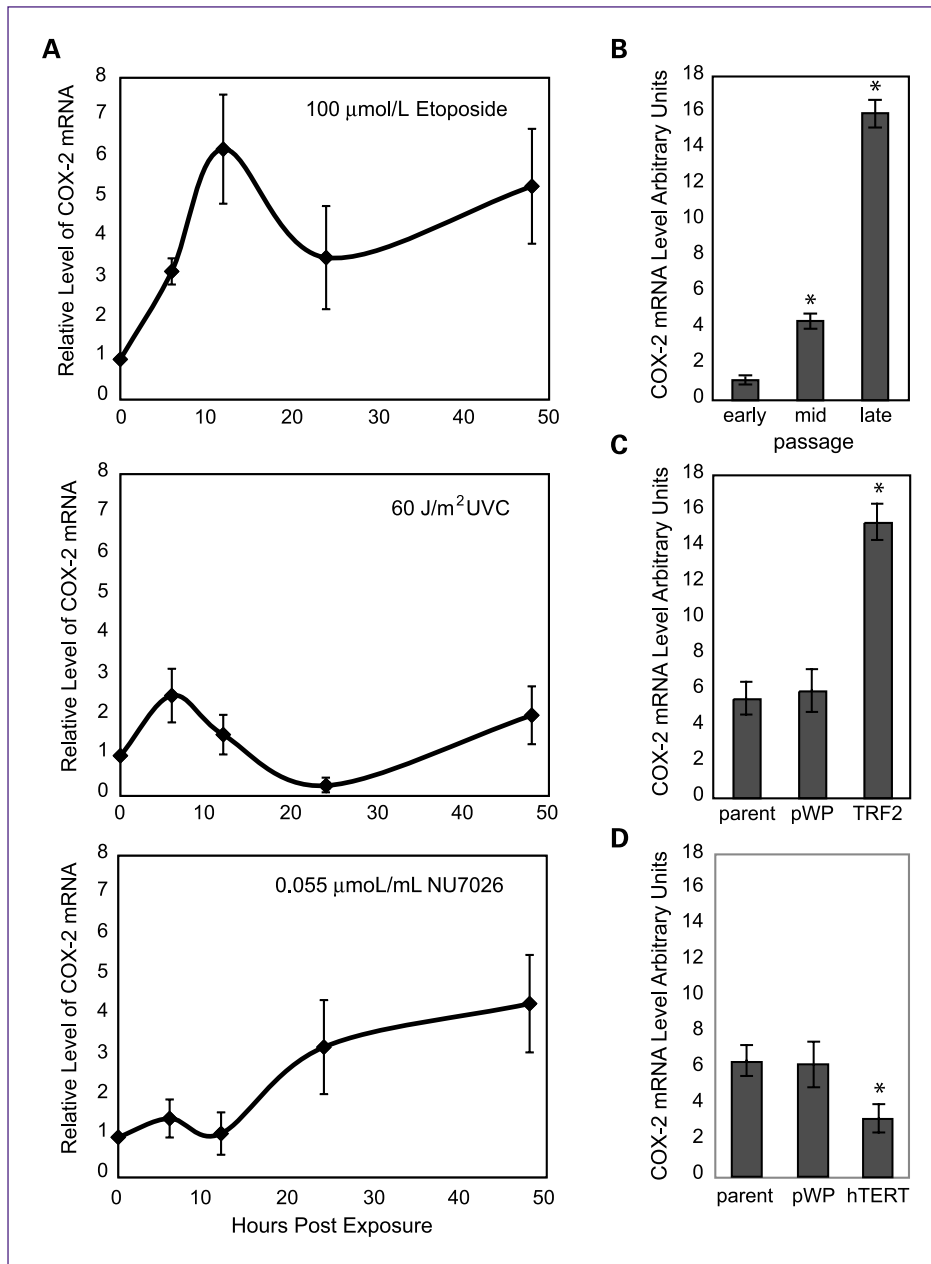 A
Relative Level of COX-2 mRNA
8
7
6
5
4
3
2
1
0
100 μmol/L Etoposide
0 10 20 30 40 50
Relative Level of COX-2 mRNA
8
7
6
5
4
3
2
1
0
60 J/m²UVC
0 10 20 30 40 50
Relative Level of COX-2 mRNA
8
7
6
5
4
3
2
1
0
0.055 μmoL/mL NU7026
0 10 20 30 40 50
Hours Post Exposure
B
COX-2 mRNA Level Arbitrary Units
18
16
14
12
10
8
6
4
2
0
*
*
early mid late
passage
C
COX-2 mRNA Level Arbitrary Units
18
16
14
12
10
8
6
4
2
0
*
parent pWP TRF2
D
COX-2 mRNA Level Arbitrary Units
18
16
14
12
10
8
6
4
2
0
*
parent pWP hTERT